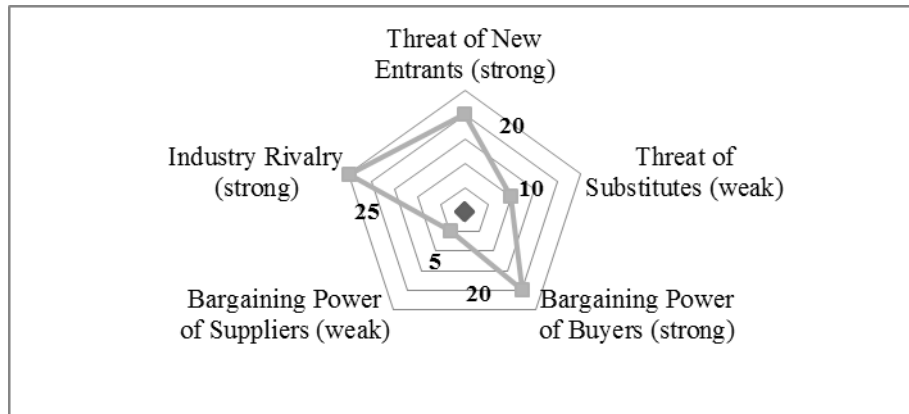 Threat of New
Entrants (strong)
20
Industry Rivalry
(strong)
Threat of
Substitutes (weak)
10
25
5
20
Bargaining Power
of Suppliers (weak)
Bargaining Power
of Buyers (strong)